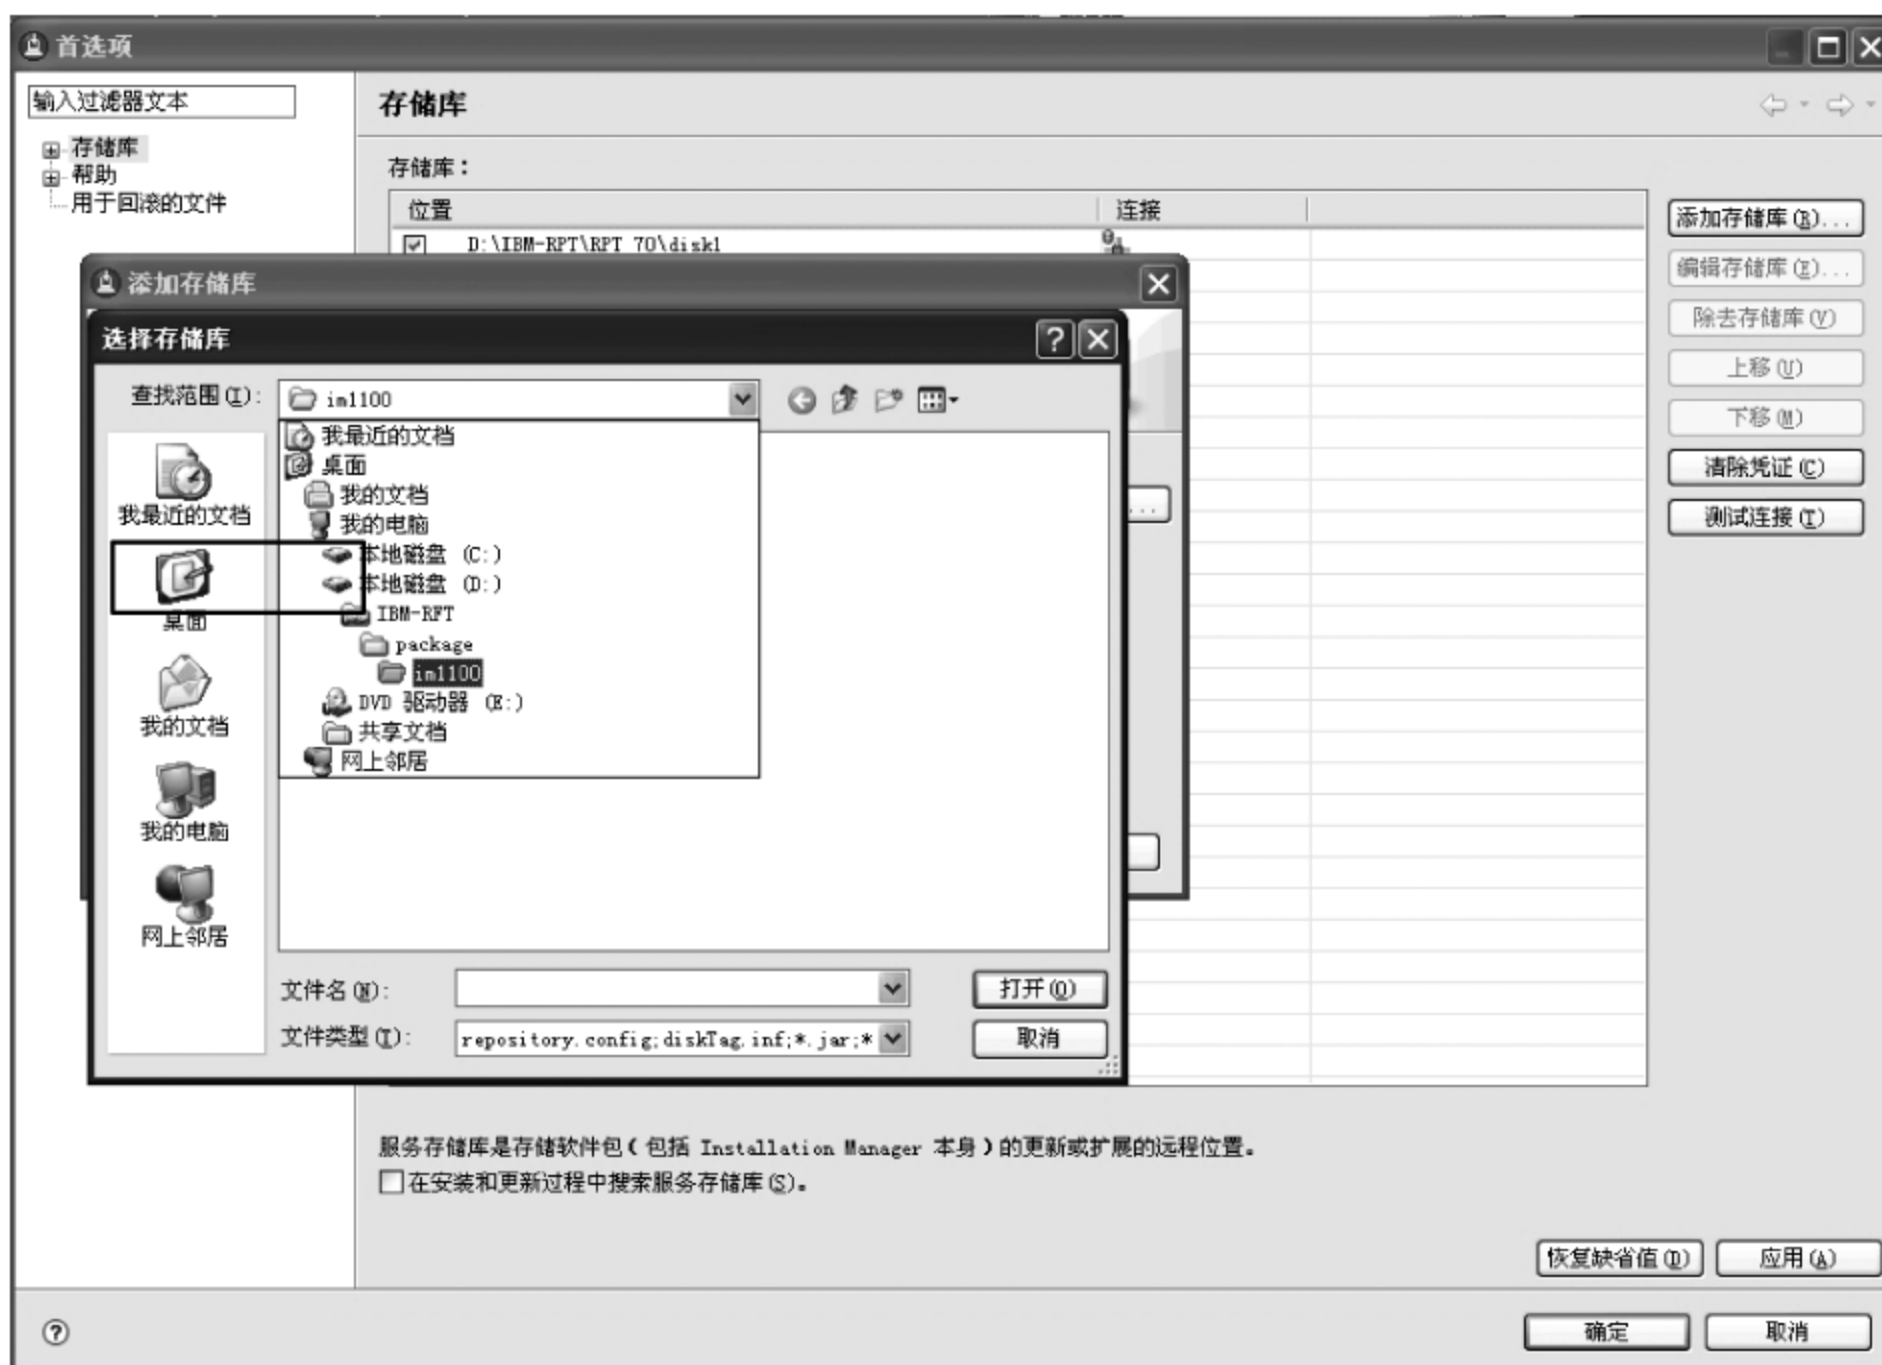 首选项
输入过滤器文本
存储库
帮助
用于回滚的文件
存储库
存储库：
位置
连接
D:\IBM-RPT\RPT 70\disk1
添加存储库(R)...
编辑存储库(E)...
除去存储库(V)
上移(U)
下移(M)
清除凭证(C)
测试连接(T)
添加存储库
选择存储库
查找范围(I):
im1100
我最近的文档
桌面
我的文档
我的电脑
本地磁盘 (C:)
本地磁盘 (D:)
IBM-RFT
package
im1100
DVD 驱动器 (E:)
共享文档
网上邻居
我最近的文档
桌面
我的文档
我的电脑
网上邻居
...
文件名(N):
打开(O)
文件类型(T):
repository.config;diskTag.inf;*.jar;*
取消
服务存储库是存储软件包(包括 Installation Manager 本身)的更新或扩展的远程位置。
在安装和更新过程中搜索服务存储库(S)。
恢复缺省值(D)
应用(A)
确定
取消